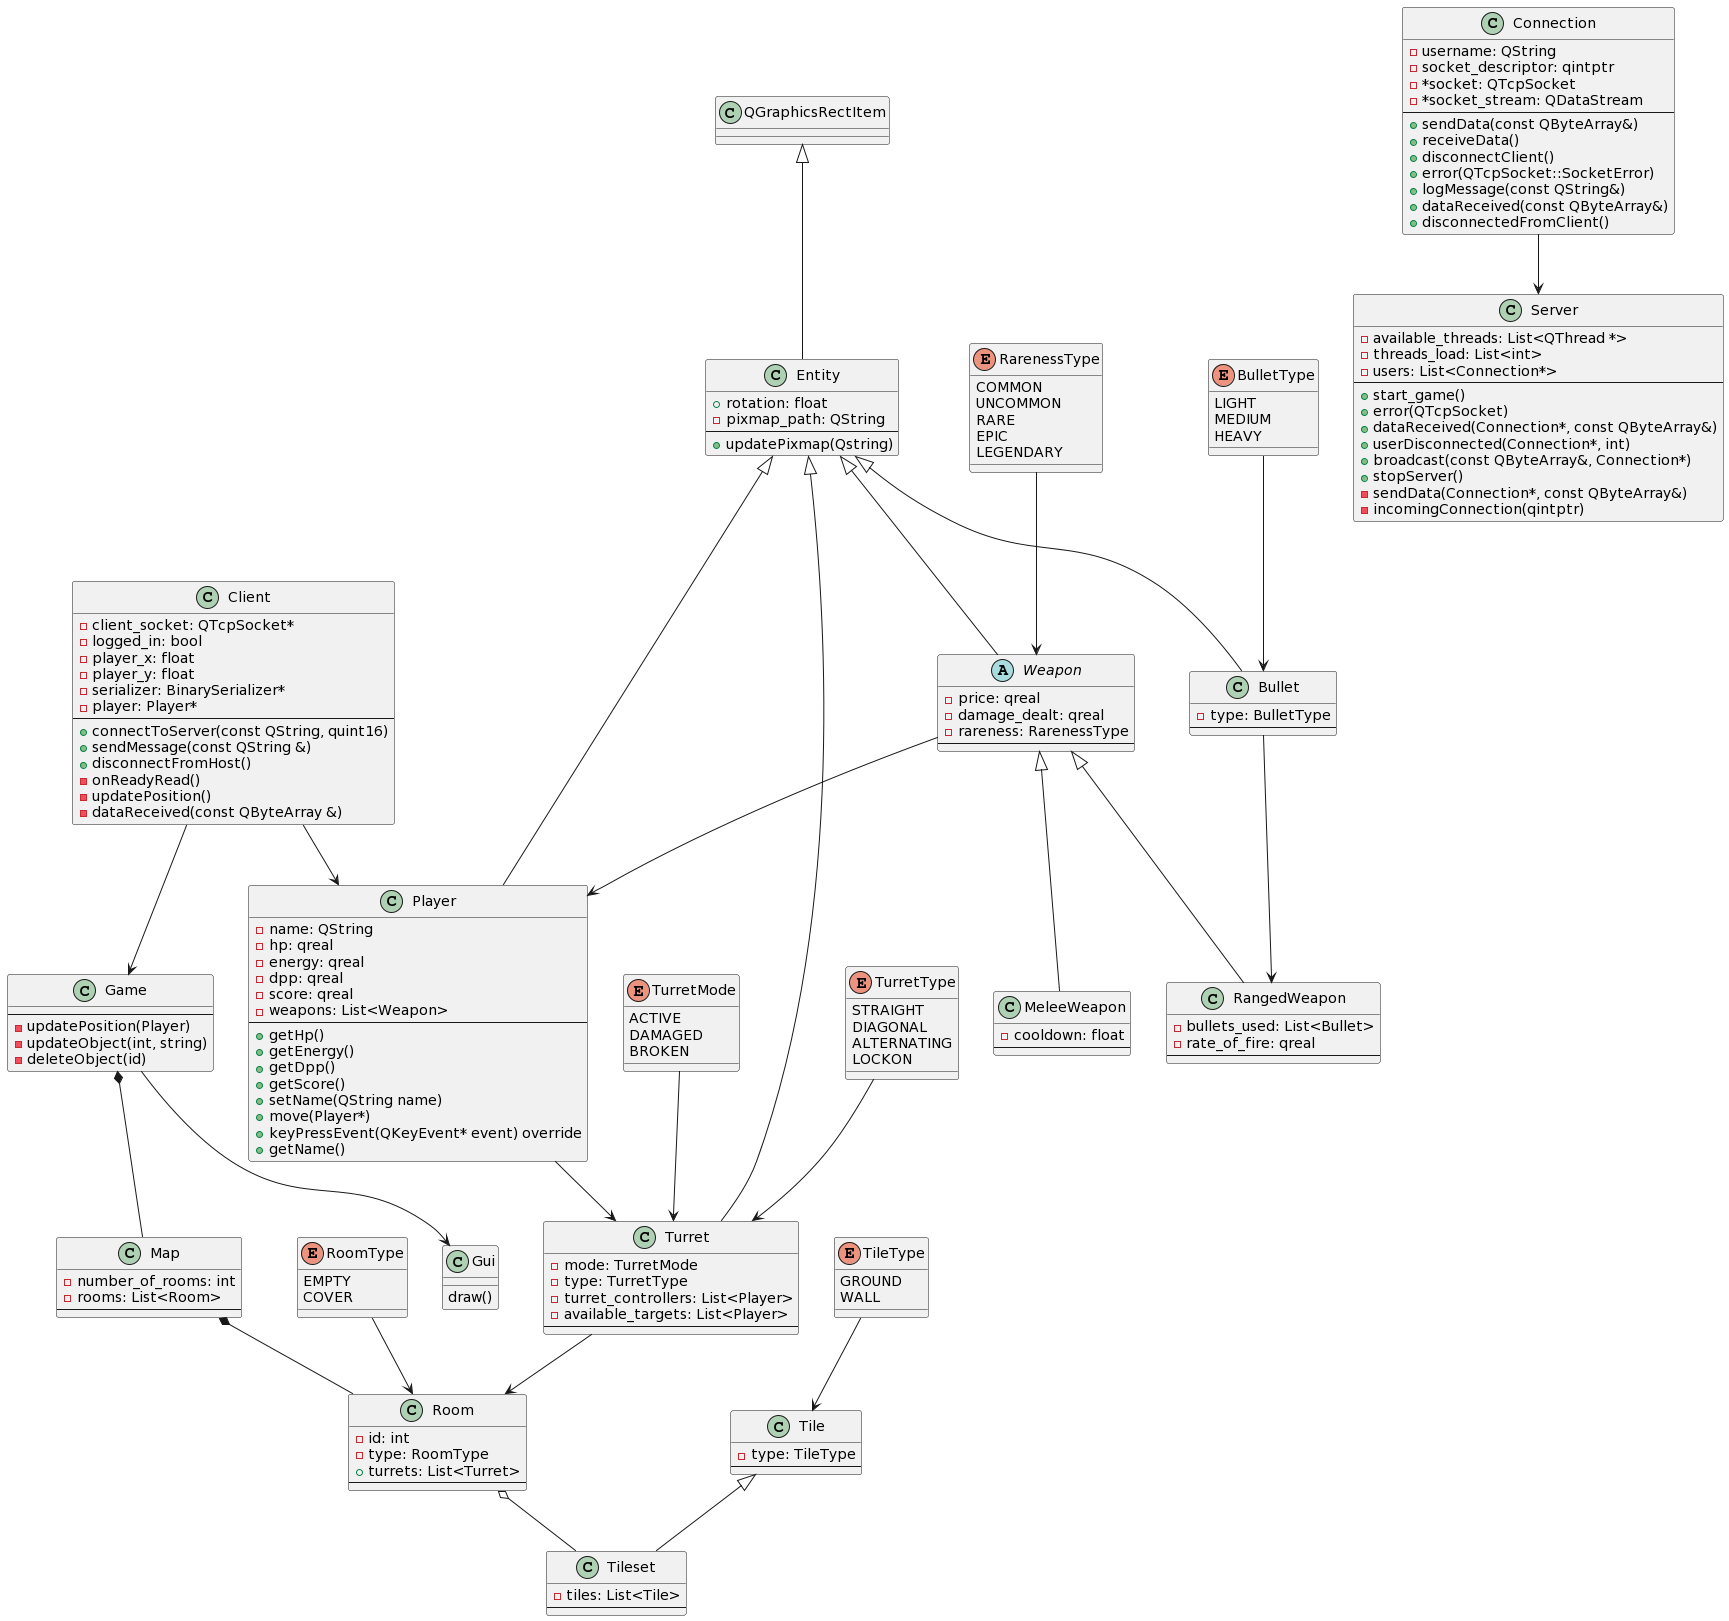 C Connection
username: QString
socket_descriptor: qintptr
*socket: QTcpSocket
*socket_stream: QDataStream
sendData(const QByteArray&)
receiveData()
disconnectClient()
error(QTcpSocket::SocketError)
logMessage(const QString&)
dataReceived(const QByteArray&)
disconnectedFromClient()
C QGraphicsRectItem
C Server
available_threads: List<QThread *>
threads_load: List<int>
users: List<Connection*>
start_game()
error(QTcpSocket)
dataReceived(Connection*, const QByteArray&)
userDisconnected(Connection*, int)
broadcast(const QByteArray&, Connection*)
stopServer()
sendData(Connection*, const QByteArray&)
incomingConnection(qintptr)
C Entity
rotation: float
pixmap_path: QString
updatePixmap(Qstring)
E RarenessType
COMMON
UNCOMMON
RARE
EPIC
LEGENDARY
E BulletType
LIGHT
MEDIUM
HEAVY
C Client
client_socket: QTcpSocket*
logged_in: bool
player_x: float
player_y: float
serializer: BinarySerializer*
player: Player*
connectToServer(const QString, quint16)
sendMessage(const QString &)
disconnectFromHost()
onReadyRead()
updatePosition()
dataReceived(const QByteArray &)
A Weapon
price: qreal
damage_dealt: qreal
rareness: RarenessType
C Bullet
type: BulletType
C Player
name: QString
hp: qreal
energy: qreal
dpp: qreal
score: qreal
weapons: List<Weapon>
getHp()
getEnergy()
getDpp()
getScore()
setName(QString name)
move(Player*)
keyPressEvent(QKeyEvent* event) override
getName()
C Game
updatePosition(Player)
updateObject(int, string)
deleteObject(id)
E TurretMode
ACTIVE
DAMAGED
BROKEN
E TurretType
STRAIGHT
DIAGONAL
ALTERNATING
LOCKON
C MeleeWeapon
cooldown: float
C RangedWeapon
bullets_used: List<Bullet>
rate_of_fire: qreal
C Map
number_of_rooms: int
rooms: List<Room>
E RoomType
EMPTY
COVER
C Gui
draw()
C Turret
mode: TurretMode
type: TurretType
turret_controllers: List<Player>
available_targets: List<Player>
E TileType
GROUND
WALL
C Room
id: int
type: RoomType
turrets: List<Turret>
C Tile
type: TileType
C Tileset
tiles: List<Tile>